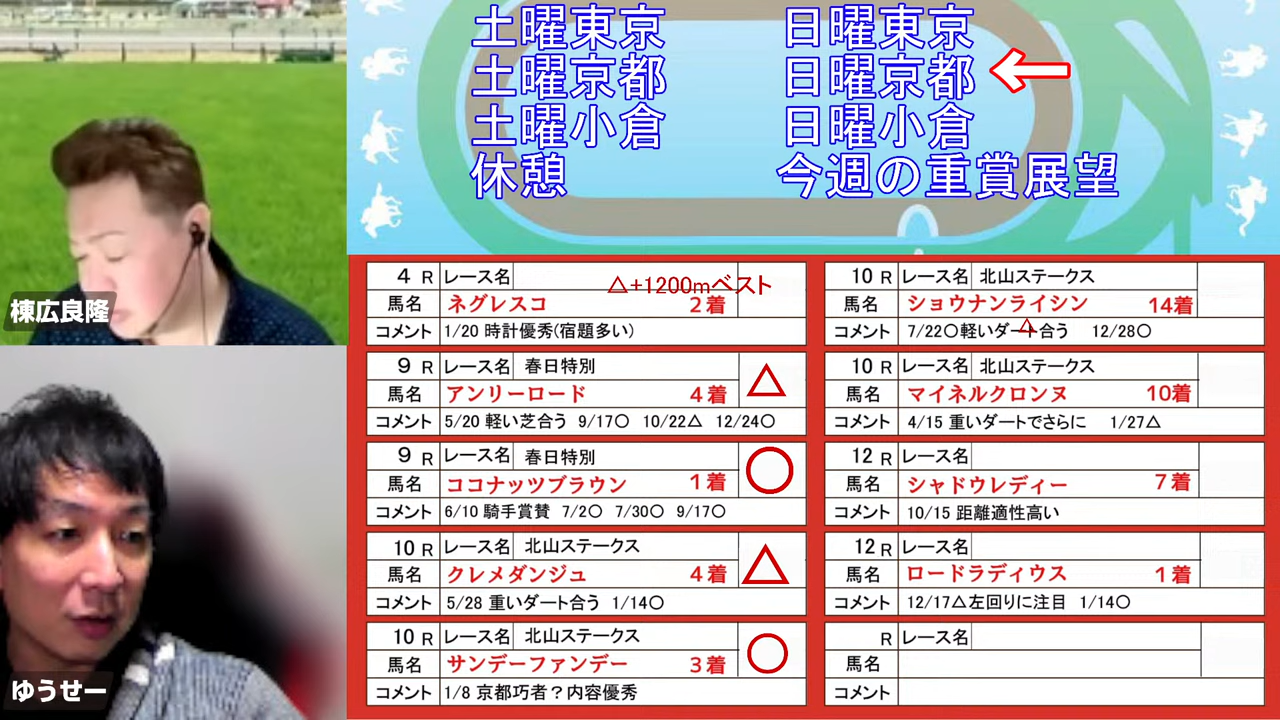 土曜東京 日曜東京
土曜京都 日曜京都
土曜小倉 日曜小倉
休憩 今週の重賞展望
棟広良隆
ゆうせー
4 R レース名 △+1200mベスト
馬名 ネグレスコ 2着
コメント 1/20 時計優秀(宿題多い)
9 R レース名 春日特別 △
馬名 アンリーロード 4着
コメント 5/20 軽い芝合う 9/17〇 10/22△ 12/24〇
9 R レース名 春日特別 〇
馬名 ココナッツブラウン 1着
コメント 6/10 騎手賞賛 7/2〇 7/30〇 9/17〇
10 R レース名 北山ステークス △
馬名 クレメダンジュ 4着
コメント 5/28 重いダート合う 1/14〇
10 R レース名 北山ステークス 〇
馬名 サンデーファンデー 3着
コメント 1/8 京都巧者？内容優秀
10 R レース名 北山ステークス
馬名 ショウナンライシン 14着
コメント 7/22〇軽いダート合う 12/28〇
△
10 R レース名 北山ステークス
馬名 マイネルクロンヌ 10着
コメント 4/15 重いダートでさらに 1/27△
12 R レース名
馬名 シャドウレディー 7着
コメント 10/15 距離適性高い
12 R レース名
馬名 ロードラディウス 1着
コメント 12/17△左回りに注目 1/14〇
R レース名
馬名
コメント